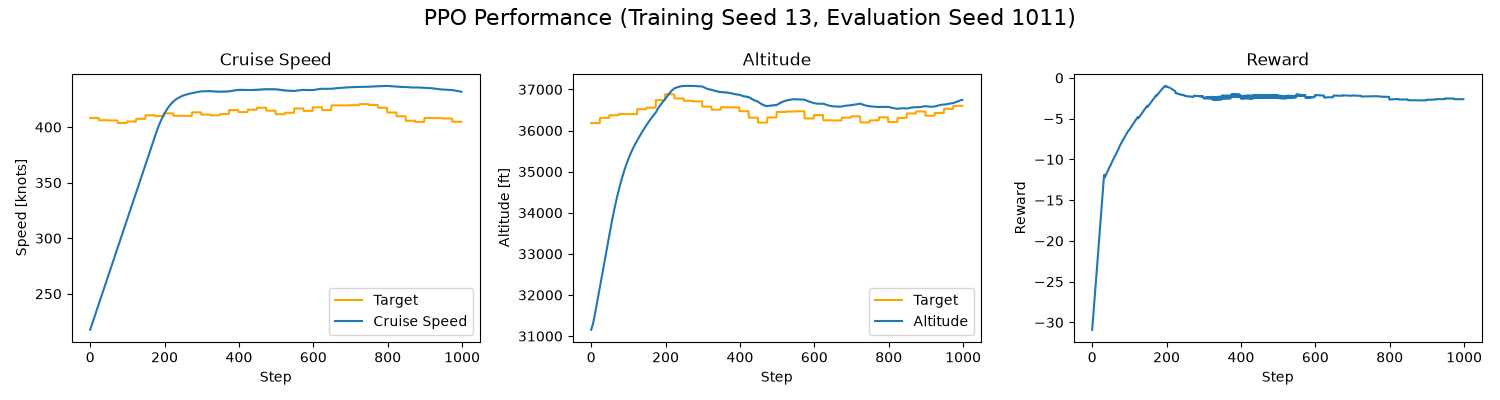 PPO Performance (Training Seed 13, Evaluation Seed 1011)
Cruise Speed
Speed [knots]
400
350
300
250
0 200 400 600 800 1000
Step
Target
Cruise Speed
Altitude
Altitude [ft]
37000
36000
35000
34000
33000
32000
31000
0 200 400 600 800 1000
Step
Target
Altitude
Reward
Reward
0
−5
−10
−15
−20
−25
−30
0 200 400 600 800 1000
Step